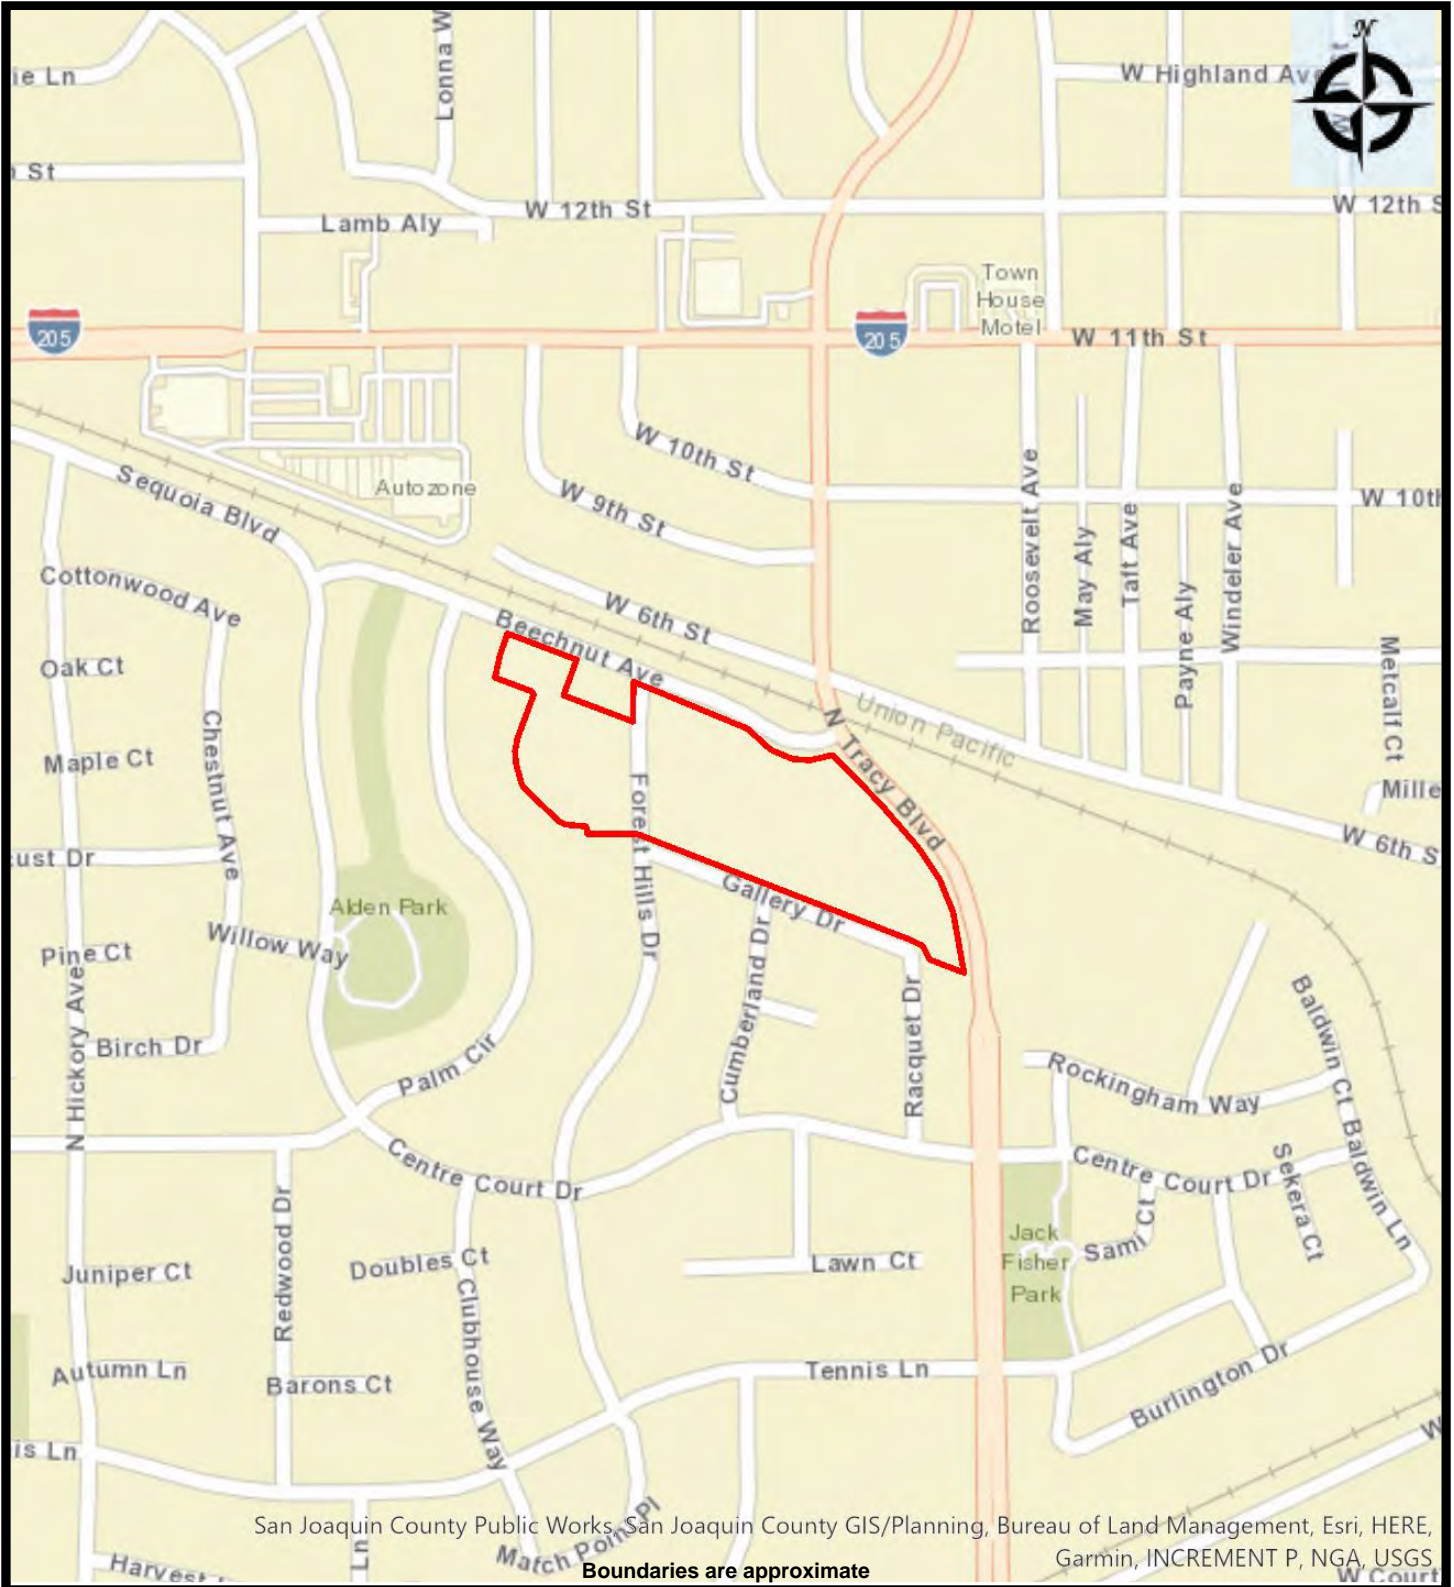 N
ie Ln
Lonna W
W Highland Ave
St
Lamb Aly
W 12th St
W 12th S
Town
House
Motel
205
205
W 11th St
W 10th St
Autozone
W 9th St
Roosevelt Ave
May Aly
Taft Ave
Payne Aly
Windeler Ave
W 10th
Sequoia Blvd
Cottonwood Ave
W 6th St
Beechnut Ave
Oak Ct
Chestnut Ave
Maple Ct
Union Pacific
N Tracy Blvd
Metcalf Ct
Mille
W 6th S
Forest Hills Dr
cust Dr
Alden Park
Gallery Dr
Willow Way
Pine Ct
N Hickory Ave
Birch Dr
Palm Cir
Cumberland Dr
Racquet Dr
Rockingham Way
Baldwin Ct
Baldwin Ln
Centre Court Dr
Centre Court Dr
Sekera Ct
Sami Ct
Jack
Fisher
Park
Redwood Dr
Juniper Ct
Doubles Ct
Clubhouse Way
Lawn Ct
Autumn Ln
Barons Ct
Tennis Ln
Burlington Dr
is Ln
W
Match Point Pl
Ln
Harvest
W Court
San Joaquin County Public Works, San Joaquin County GIS/Planning, Bureau of Land Management, Esri, HERE,
Garmin, INCREMENT P, NGA, USGS
Boundaries are approximate